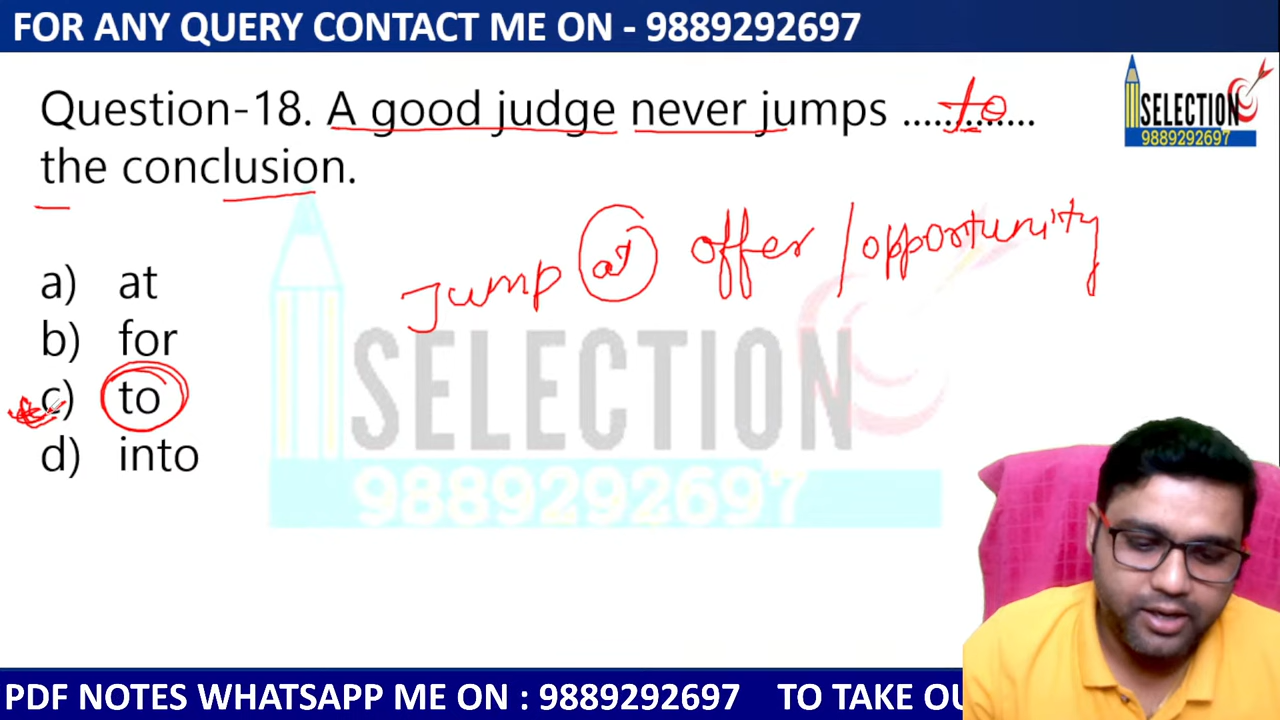 FOR ANY QUERY CONTACT ME ON - 9889292697
Question-18. A good judge never jumps ....to.......
the conclusion.
SELECTION
9889292697
Jump at offer / opportunity
a) at
b) for
c) to
d) into
SELECTION
9889292697
PDF NOTES WHATSAPP ME ON : 9889292697 TO TAKE OU